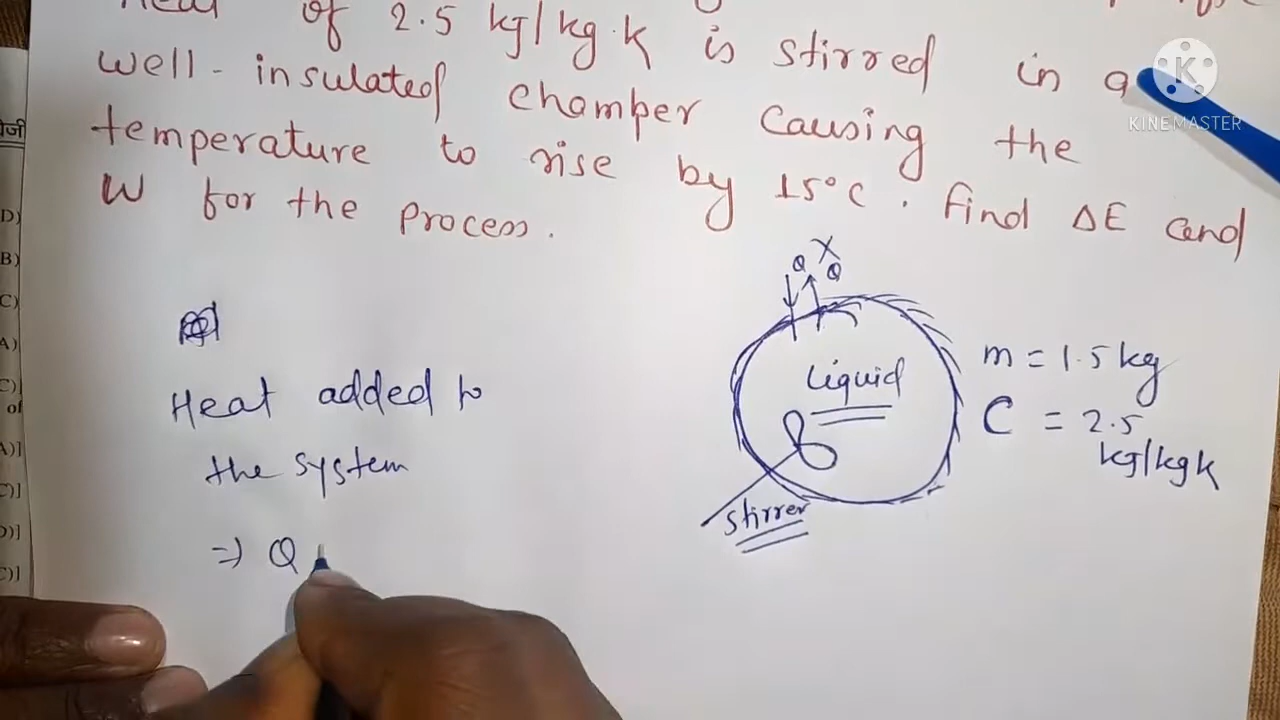 of 2.5 kJ/kg.K is stirred in a
well-insulated chamber causing the
temperature to rise by 15°C. find ΔE and
W for the process.
K
KINEMASTER
Q X Q
Heat added to
the system
=) Q
Liquid
stirrer
m = 1.5 kg
C = 2.5
kJ/kgK
D)
B)
C)
A)
C)
of
A)]
C)]
D)]
C)]